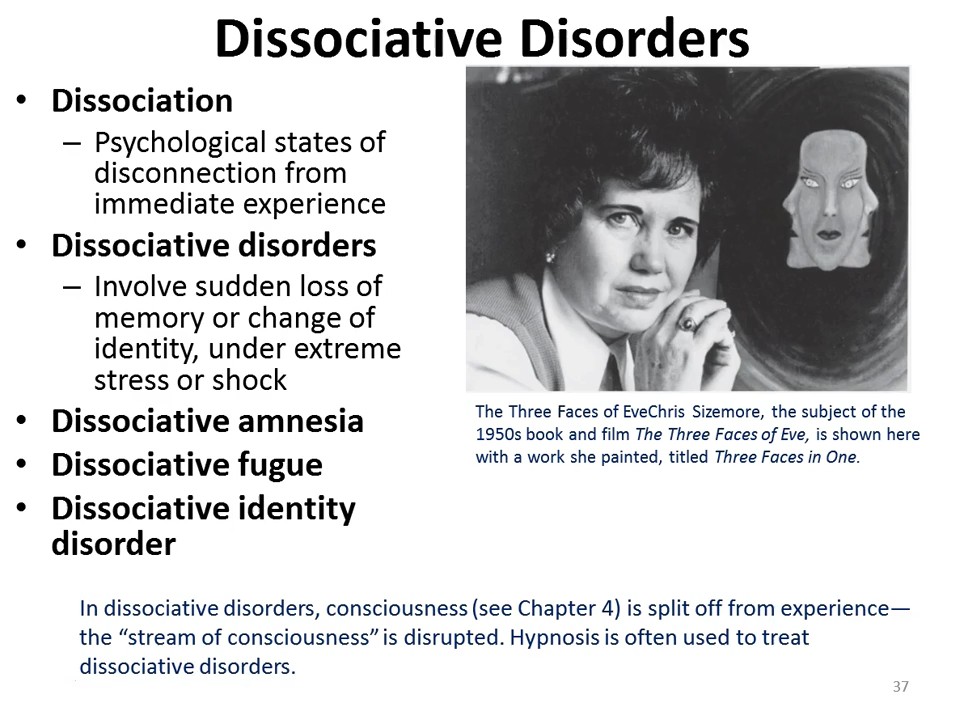 Dissociative Disorders
• Dissociation
– Psychological states of
disconnection from
immediate experience
• Dissociative disorders
– Involve sudden loss of
memory or change of
identity, under extreme
stress or shock
• Dissociative amnesia
• Dissociative fugue
• Dissociative identity
disorder
The Three Faces of EveChris Sizemore, the subject of the
1950s book and film The Three Faces of Eve, is shown here
with a work she painted, titled Three Faces in One.
In dissociative disorders, consciousness (see Chapter 4) is split off from experience—
the “stream of consciousness” is disrupted. Hypnosis is often used to treat
dissociative disorders.
37